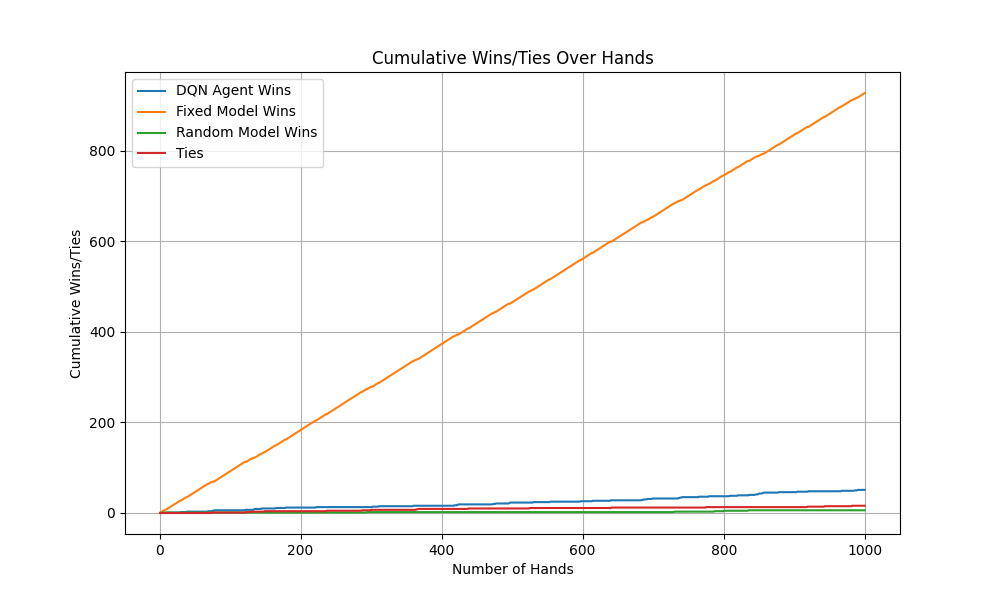 Cumulative Wins/Ties Over Hands
DQN Agent Wins
Fixed Model Wins
Random Model Wins
Ties
Cumulative Wins/Ties
800
600
400
200
0
0 200 400 600 800 1000
Number of Hands